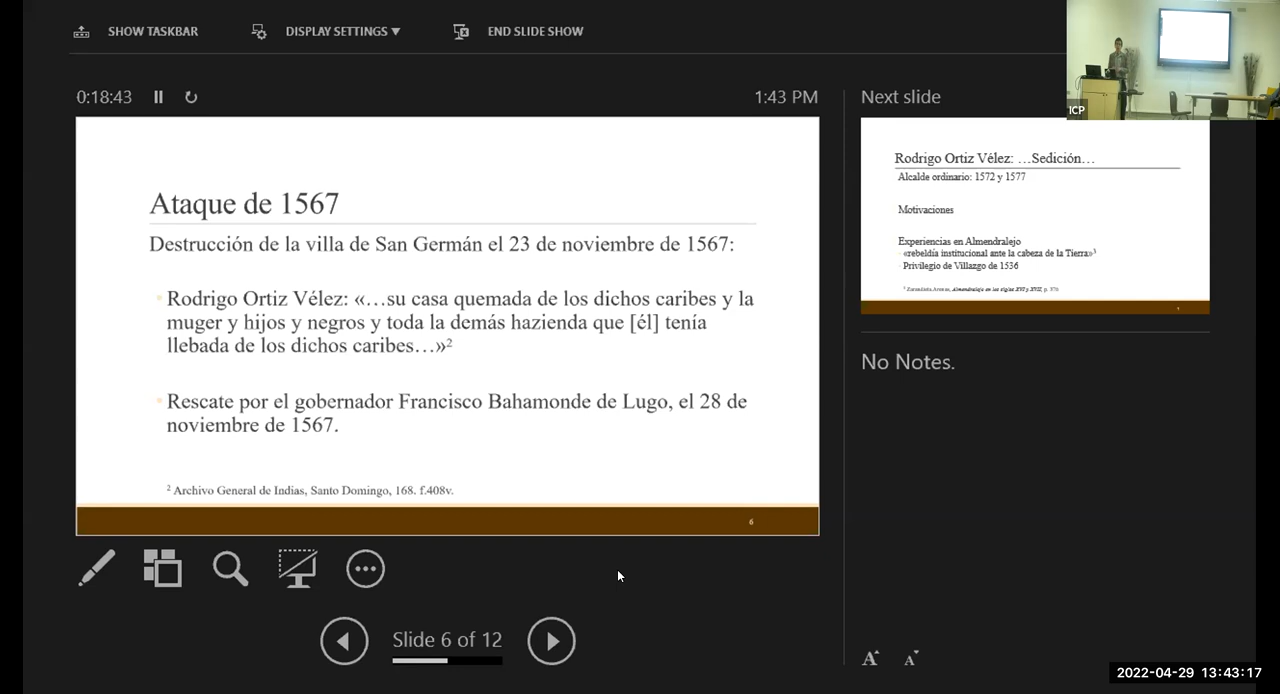 SHOW TASKBAR
DISPLAY SETTINGS ▼
END SLIDE SHOW
ICP
0:18:43
1:43 PM
Next slide
Ataque de 1567
Destrucción de la villa de San Germán el 23 de noviembre de 1567:
Rodrigo Ortiz Vélez: «…su casa quemada de los dichos caribes y la
muger y hijos y negros y toda la demás hazienda que [él] tenía
llebada de los dichos caribes…»²
Rescate por el gobernador Francisco Bahamonde de Lugo, el 28 de
noviembre de 1567.
² Archivo General de Indias, Santo Domingo, 168. f.408v.
6
Rodrigo Ortiz Vélez: …Sedición…
Alcalde ordinario: 1572 y 1577
Motivaciones
Experiencias en Almendralejo
«rebeldía institucional ante la cabeza de la Tierra»³
Privilegio de Villazgo de 1536
No Notes.
Slide 6 of 12
A A
2022-04-29 13:43:17